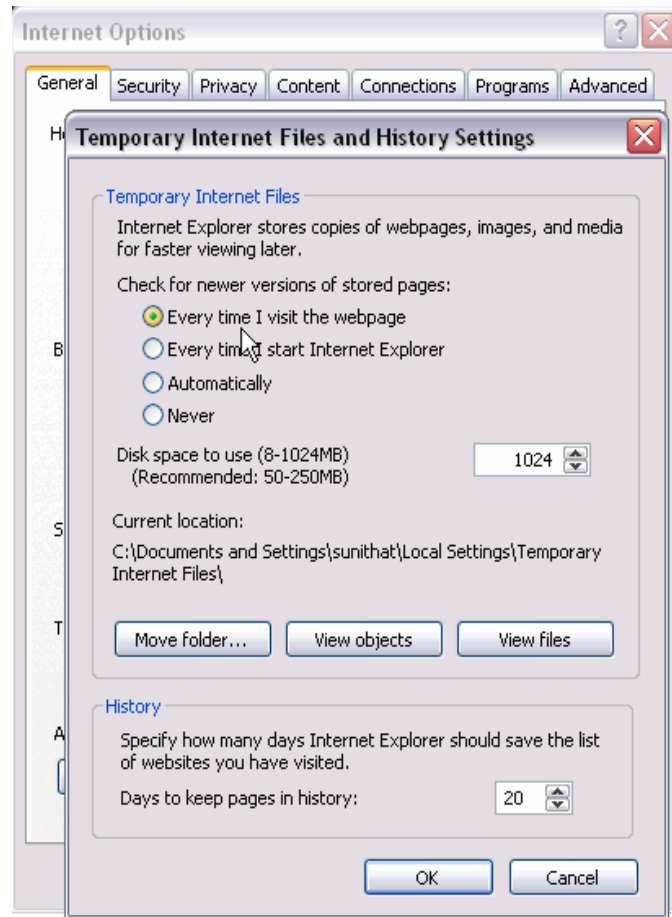 Internet Options
General Security Privacy Content Connections Programs Advanced
Temporary Internet Files and History Settings
Temporary Internet Files
Internet Explorer stores copies of webpages, images, and media
for faster viewing later.
Check for newer versions of stored pages:
Every time I visit the webpage
Every time I start Internet Explorer
Automatically
Never
Disk space to use (8-1024MB)
(Recommended: 50-250MB)
1024
Current location:
C:\Documents and Settings\sunithat\Local Settings\Temporary
Internet Files\
Move folder... View objects View files
History
Specify how many days Internet Explorer should save the list
of websites you have visited.
Days to keep pages in history: 20
OK Cancel